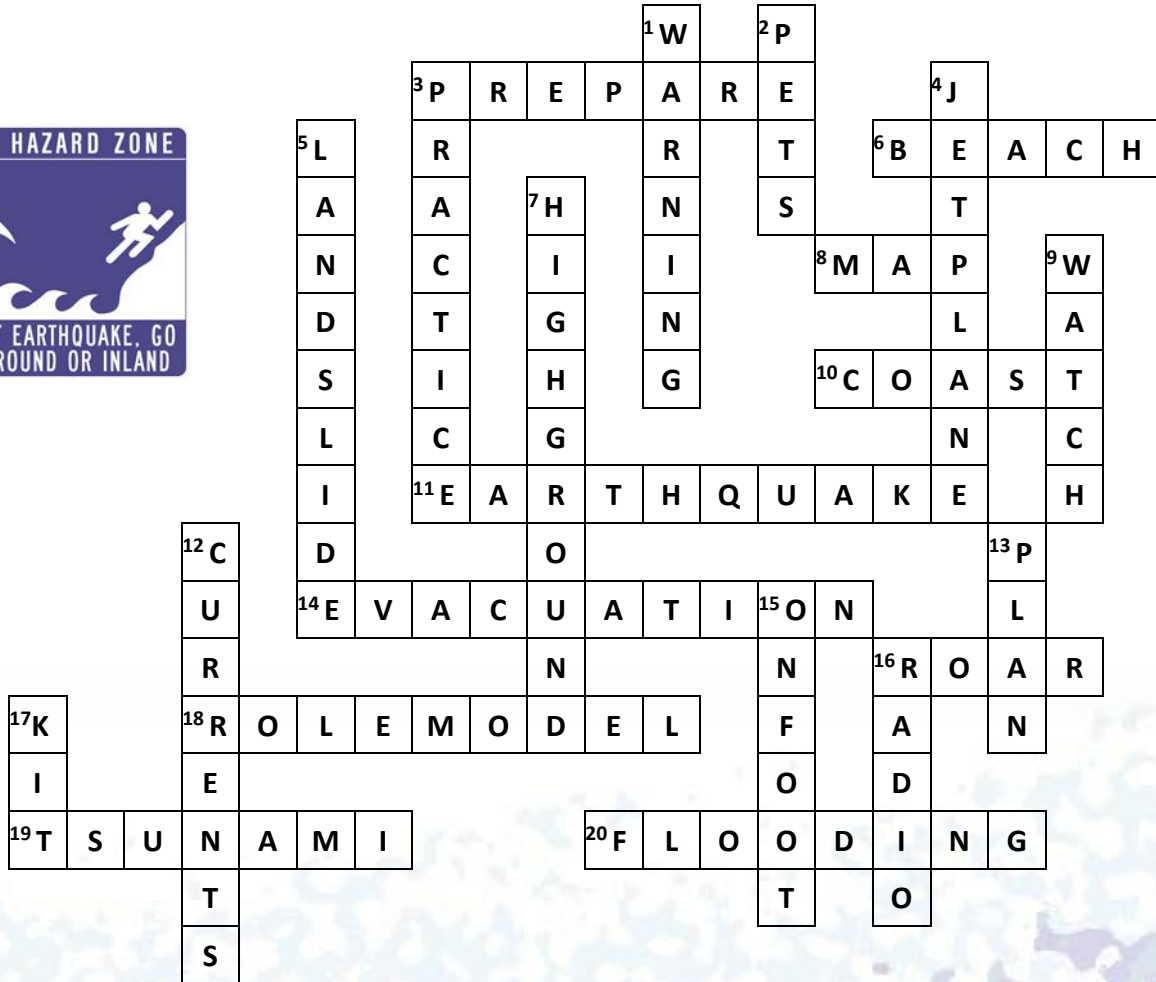 HAZARD ZONE
EARTHQUAKE, GO
ROUND OR INLAND
1 W 2 P
3 P R E P A R E 4 J
5 L R R T 6 B E A C H
A A 7 H N S T
N C I I 8 M A P 9 W
D T G N L A
S I H G 10 C O A S T
L C G N C
I 11 E A R T H Q U A K E H
12 C D O 13 P
U 14 E V A C U A T I 15 O N L
R N N 16 R O A R
17 K 18 R O L E M O D E L F A N
I E O D
19 T S U N A M I 20 F L O O D I N G
T T O
S